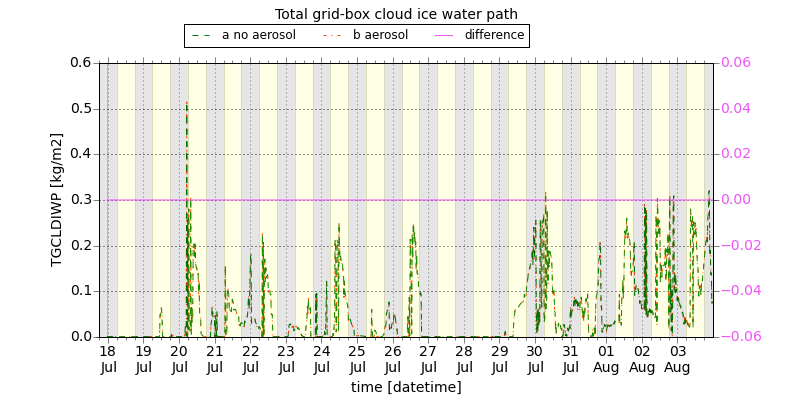 Total grid-box cloud ice water path
a no aerosol b aerosol difference
0.6 0.06
0.5 0.04
0.4 0.02
0.3 0.00
0.2 −0.02
0.1 −0.04
0.0 −0.06
TGCLDIWP [kg/m2]
18 19 20 21 22 23 24 25 26 27 28 29 30 31 01 02 03
Jul Jul Jul Jul Jul Jul Jul Jul Jul Jul Jul Jul Jul Jul Aug Aug Aug
time [datetime]